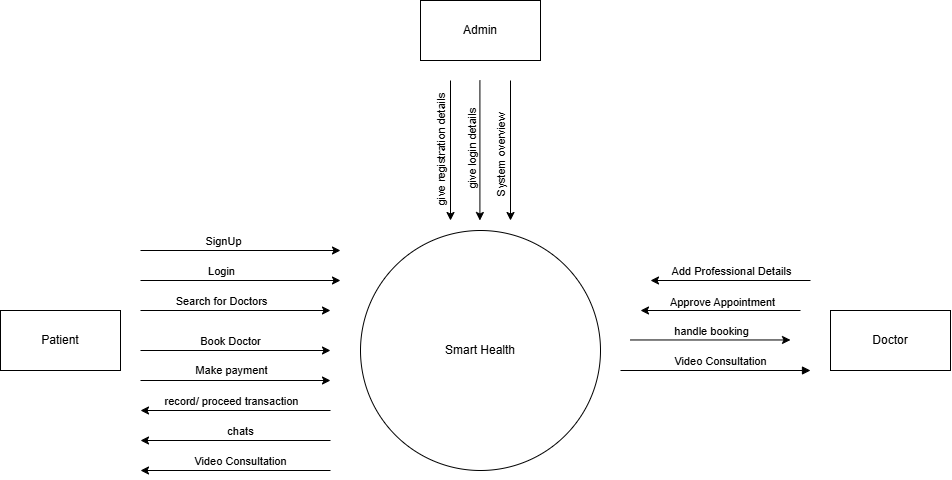 Admin
give registration details
give login details
System overview
SignUp
Login
Search for Doctors
Book Doctor
Make payment
record/ proceed transaction
chats
Video Consultation
Patient
Smart Health
Add Professional Details
Approve Appointment
handle booking
Video Consultation
Doctor